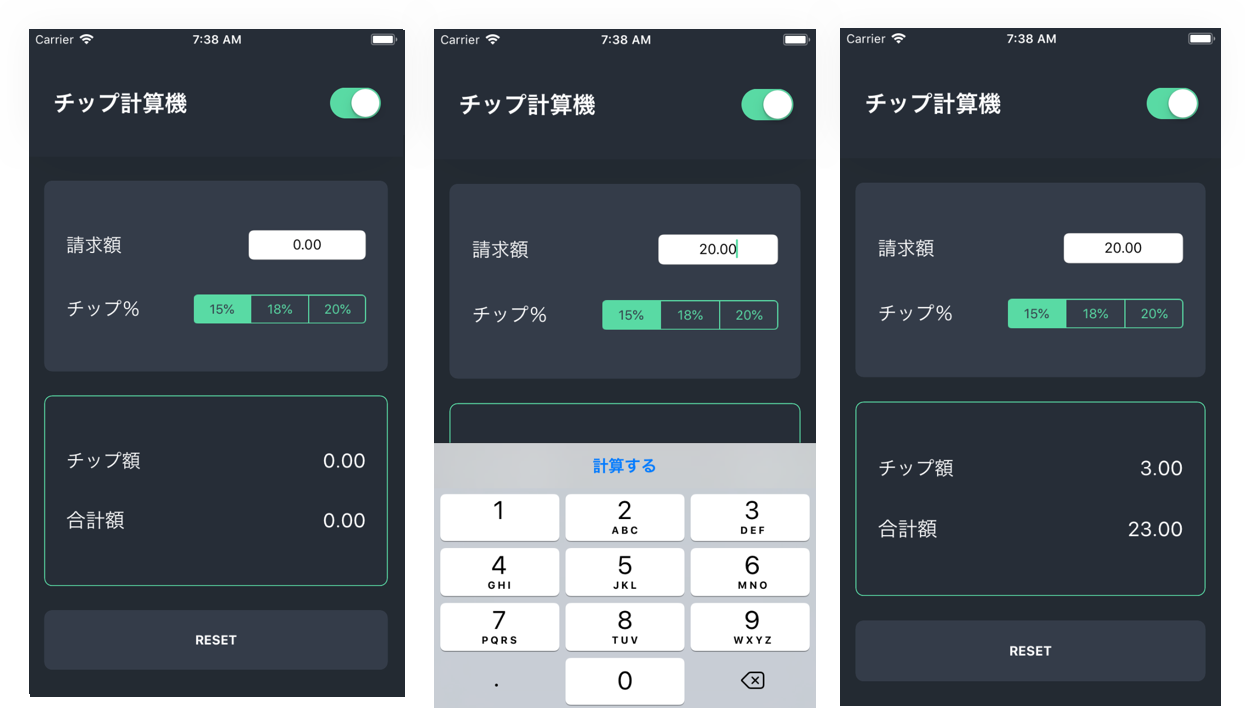 Carrier 7:38 AM
チップ計算機
請求額 0.00
チップ% 15% 18% 20%
チップ額 0.00
合計額 0.00
RESET
Carrier 7:38 AM
チップ計算機
請求額 20.00
チップ% 15% 18% 20%
計算する
1 2 3
ABC DEF
4 5 6
GHI JKL MNO
7 8 9
PQRS TUV WXYZ
. 0
Carrier 7:38 AM
チップ計算機
請求額 20.00
チップ% 15% 18% 20%
チップ額 3.00
合計額 23.00
RESET